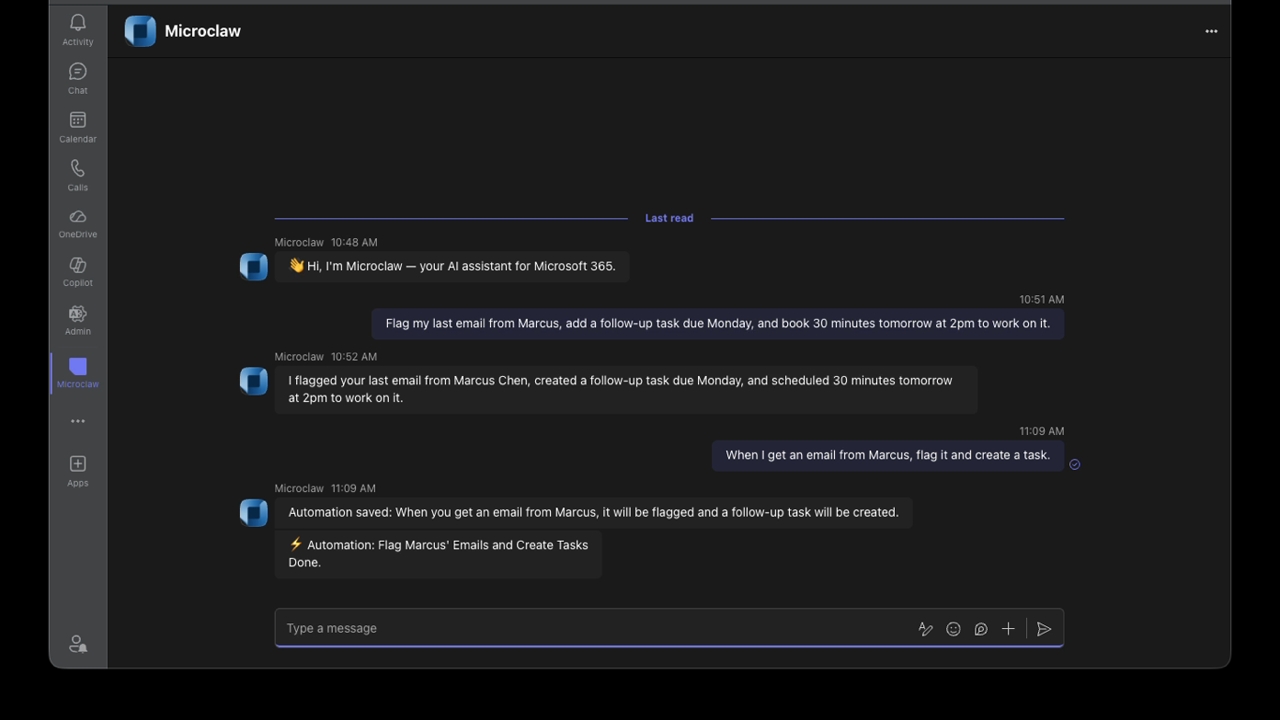 Activity
Chat
Calendar
Calls
OneDrive
Copilot
Admin
Microclaw
Apps
Microclaw
Last read
Microclaw 10:48 AM
👋 Hi, I'm Microclaw — your AI assistant for Microsoft 365.
10:51 AM
Flag my last email from Marcus, add a follow-up task due Monday, and book 30 minutes tomorrow at 2pm to work on it.
Microclaw 10:52 AM
I flagged your last email from Marcus Chen, created a follow-up task due Monday, and scheduled 30 minutes tomorrow
at 2pm to work on it.
11:09 AM
When I get an email from Marcus, flag it and create a task.
Microclaw 11:09 AM
Automation saved: When you get an email from Marcus, it will be flagged and a follow-up task will be created.
⚡ Automation: Flag Marcus' Emails and Create Tasks
Done.
Type a message